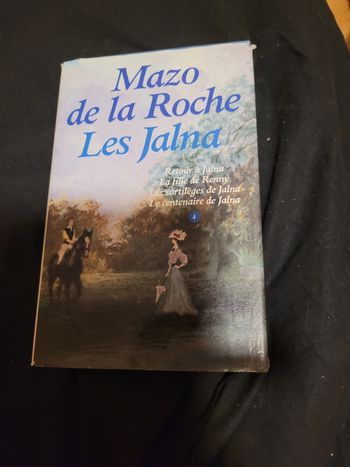 Mazo
de la Roche
Les Jalna
Retour à Jalna
La fille de Renny
Les sortilèges de Jalna
Le centenaire de Jalna
4